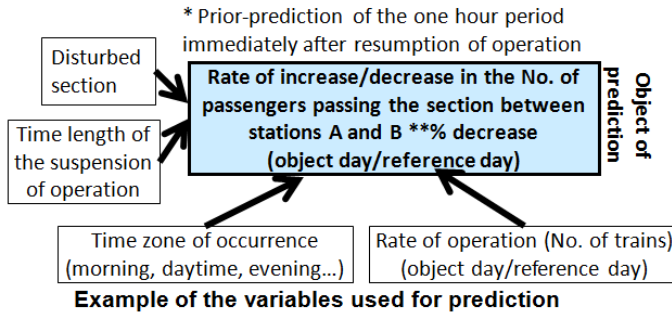 * Prior-prediction of the one hour period
immediately after resumption of operation
Disturbed
section
Rate of increase/decrease in the No. of
passengers passing the section between
stations A and B **% decrease
(object day/reference day)
Object of
prediction
Time length of
the suspension
of operation
Time zone of occurrence
(morning, daytime, evening…)
Rate of operation (No. of trains)
(object day/reference day)
Example of the variables used for prediction